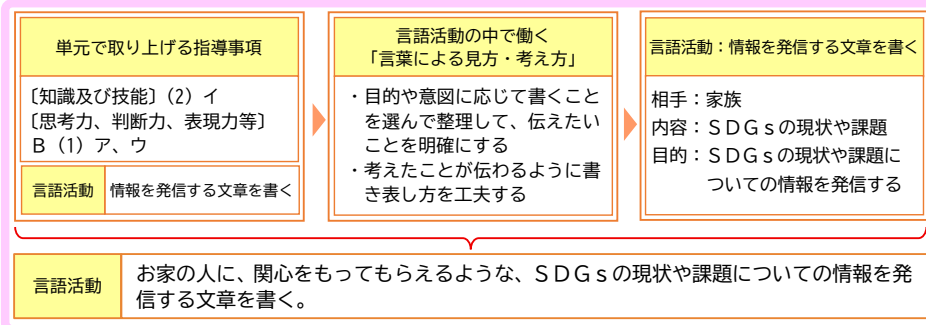 単元で取り上げる指導事項
〔知識及び技能〕(2) イ
〔思考力、判断力、表現力等〕
B (1) ア、ウ
言語活動
情報を発信する文章を書く
言語活動の中で働く
「言葉による見方・考え方」
・目的や意図に応じて書くこと
を選んで整理して、伝えたい
ことを明確にする
・考えたことが伝わるように書
き表し方を工夫する
言語活動：情報を発信する文章を書く
相手：家族
内容：ＳＤＧｓの現状や課題
目的：ＳＤＧｓの現状や課題に
ついての情報を発信する
言語活動
お家の人に、関心をもってもらえるような、ＳＤＧｓの現状や課題についての情報を発
信する文章を書く。